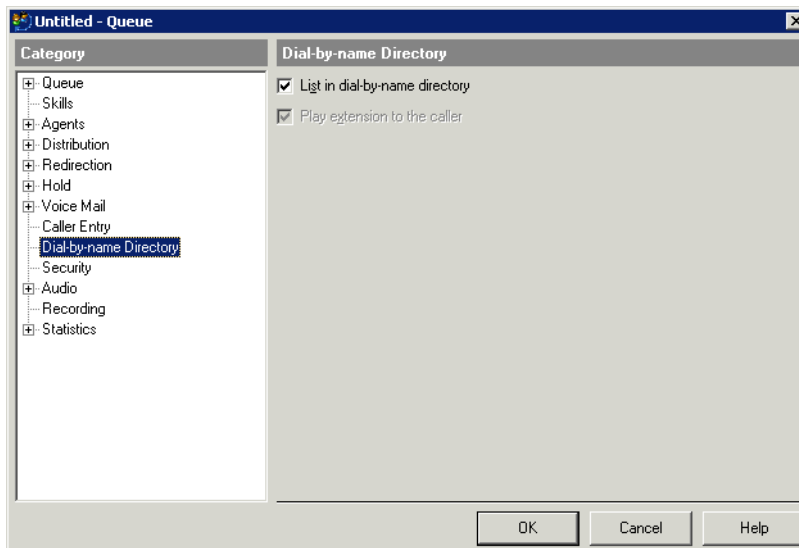 Untitled - Queue
Category
Queue
Skills
Agents
Distribution
Redirection
Hold
Voice Mail
Caller Entry
Dial-by-name Directory
Security
Audio
Recording
Statistics
Dial-by-name Directory
List in dial-by-name directory
Play extension to the caller
OK
Cancel
Help